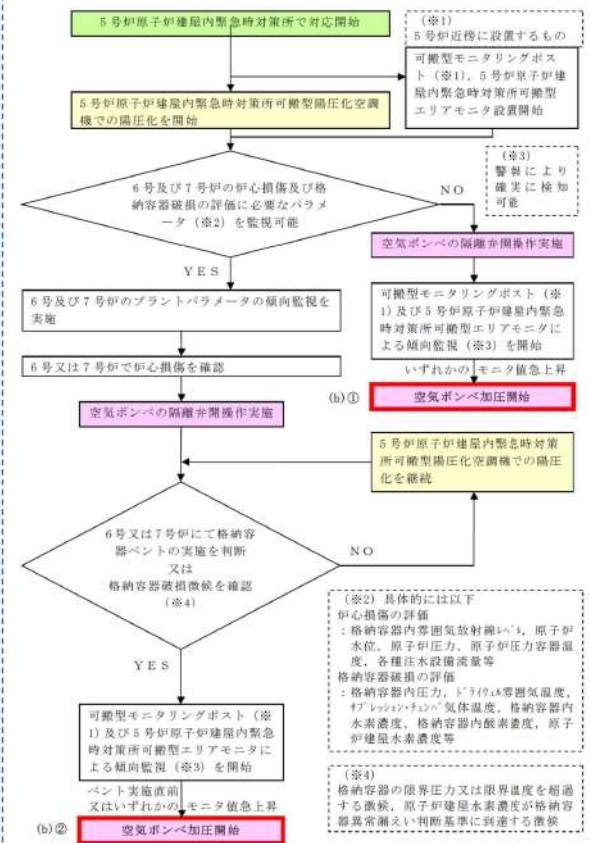 5号炉原子炉建屋内緊急時対策所で対応開始
(※1)
5号炉近傍に設置するもの
可搬型モニタリングポス
ト(※1)，5号炉原子炉建
屋内緊急時対策所可搬型
エリアモニタ設置開始
5号炉原子炉建屋内緊急時対策所可搬型陽圧化空調
機での陽圧化を開始
(※3)
警報により
確実に検知
可能
6号及び7号炉の炉心損傷及び格
納容器破損の評価に必要なパラメ
ータ(※2)を監視可能
NO
YES
空気ボンベの隔離弁開操作実施
6号及び7号炉のプラントパラメータの傾向監視を
実施
可搬型モニタリングポスト(※
1)及び5号炉原子炉建屋内緊急
時対策所可搬型エリアモニタに
よる傾向監視(※3)を開始
6号又は7号炉で炉心損傷を確認
いずれかのモニタ値急上昇
(b)①
空気ボンベ加圧開始
空気ボンベの隔離弁開操作実施
5号炉原子炉建屋内緊急時対策
所可搬型陽圧化空調機での陽圧
化を継続
6号又は7号炉にて格納容
器ベントの実施を判断
又は
格納容器破損徴候を確認
(※4)
NO
YES
(※2)具体的には以下
炉心損傷の評価
：格納容器内雰囲気放射線ﾚﾍﾞﾙ，原子炉
水位，原子炉圧力，原子炉圧力容器温
度，各種注水設備流量等
格納容器破損の評価
：格納容器内圧力，ﾄﾞﾗｲｳｪﾙ雰囲気温度，
ｻﾌﾟﾚｯｼｮﾝ・ﾁｪﾝﾊﾞ気体温度，格納容器内
水素濃度，格納容器内酸素濃度，原子
炉建屋水素濃度等
可搬型モニタリングポスト(※
1)及び5号炉原子炉建屋内緊急
時対策所可搬型エリアモニタに
よる傾向監視(※3)を開始
ベント実施直前
又はいずれかのモニタ値急上昇
(b)②
空気ボンベ加圧開始
(※4)
格納容器の限界圧力又は限界温度を超過
する徴候，原子炉建屋水素濃度が格納容
器異常漏えい判断基準に到達する徴候